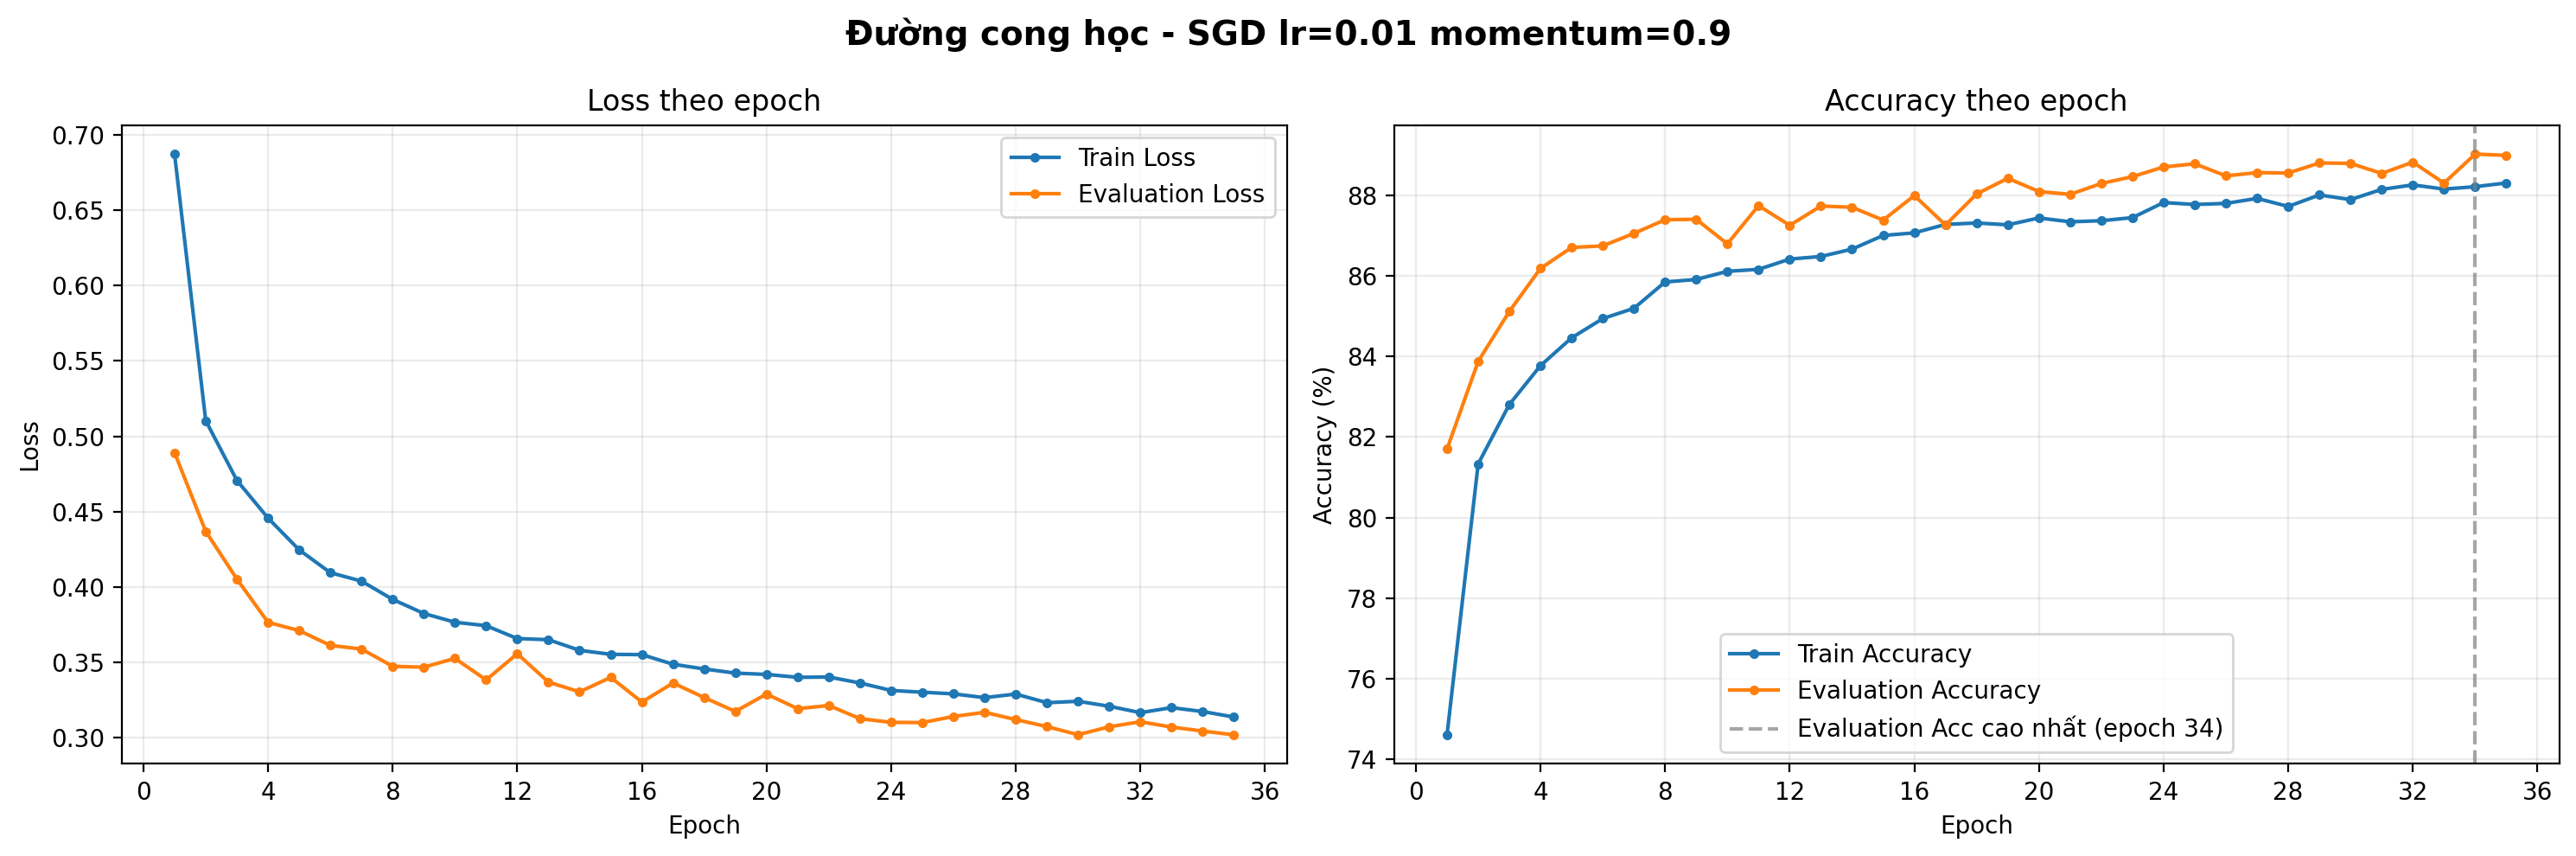 Đường cong học - SGD lr=0.01 momentum=0.9
Loss theo epoch
0.70
0.65
0.60
0.55
0.50
0.45
0.40
0.35
0.30
Loss
Train Loss
Evaluation Loss
0 4 8 12 16 20 24 28 32 36
Epoch
Accuracy theo epoch
88
86
84
82
80
78
76
74
Accuracy (%)
Train Accuracy
Evaluation Accuracy
Evaluation Acc cao nhất (epoch 34)
0 4 8 12 16 20 24 28 32 36
Epoch